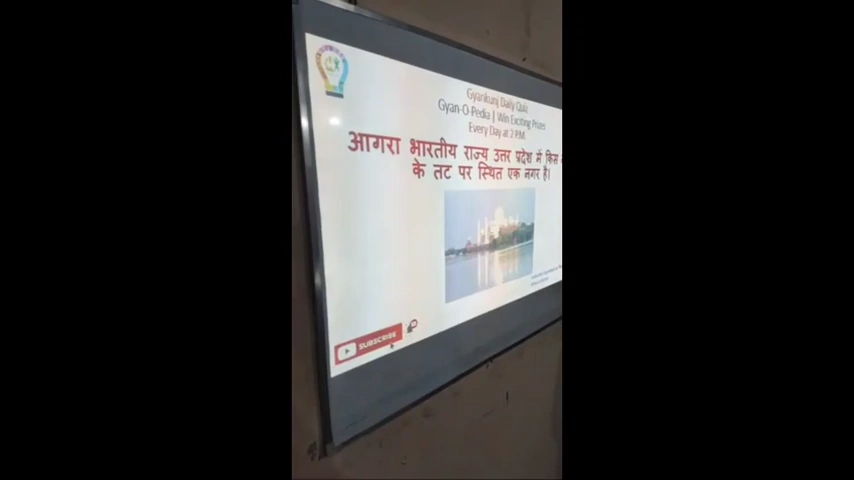 Gyankunj Daily Quiz
Gyan-O-Pedia | Win Exciting Prizes
Every Day at 2 P.M.
आगरा भारतीय राज्य उत्तर प्रदेश में किस
के तट पर स्थित एक नगर है।
SUBSCRIBE